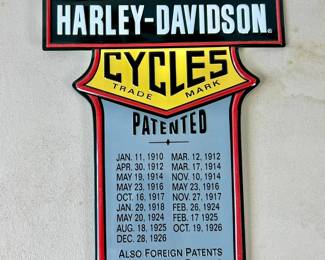 HARLEY-DAVIDSON®
CYCLES
TRADE MARK
PATENTED
JAN. 11, 1910 MAR. 12, 1912
APR. 30, 1912 MAR. 17, 1914
MAY 19, 1914 NOV. 10, 1914
MAY 23, 1916 MAY 23, 1916
OCT. 16, 1917 NOV. 27, 1917
JAN. 29, 1918 FEB. 26, 1924
MAY 20, 1924 FEB. 17 1925
AUG. 18, 1925 OCT. 19, 1926
DEC. 28, 1926
ALSO FOREIGN PATENTS